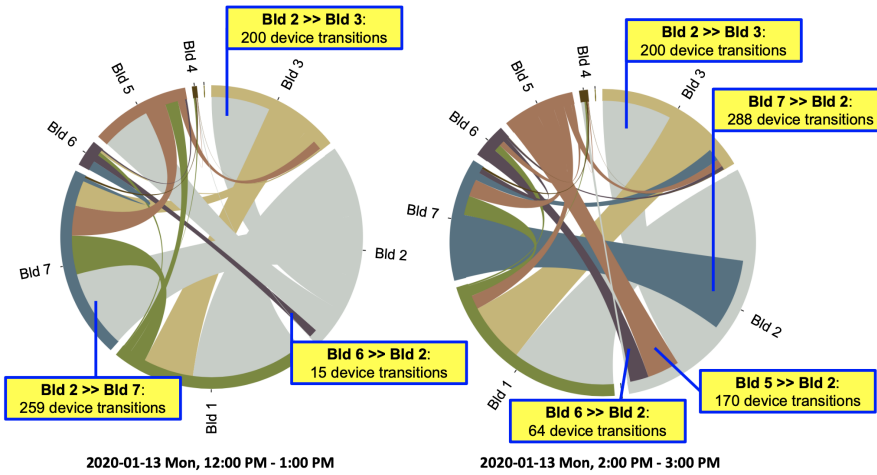 Bld 2 >> Bld 3:
200 device transitions
Bld 4
Bld 3
Bld 5
Bld 6
Bld 2
Bld 7
Bld 6 >> Bld 2:
15 device transitions
Bld 2 >> Bld 7:
259 device transitions
Bld 1
2020-01-13 Mon, 12:00 PM - 1:00 PM
Bld 2 >> Bld 3:
200 device transitions
Bld 4
Bld 3
Bld 5
Bld 7 >> Bld 2:
288 device transitions
Bld 6
Bld 7
Bld 2
Bld 5 >> Bld 2:
170 device transitions
Bld 1
Bld 6 >> Bld 2:
64 device transitions
2020-01-13 Mon, 2:00 PM - 3:00 PM